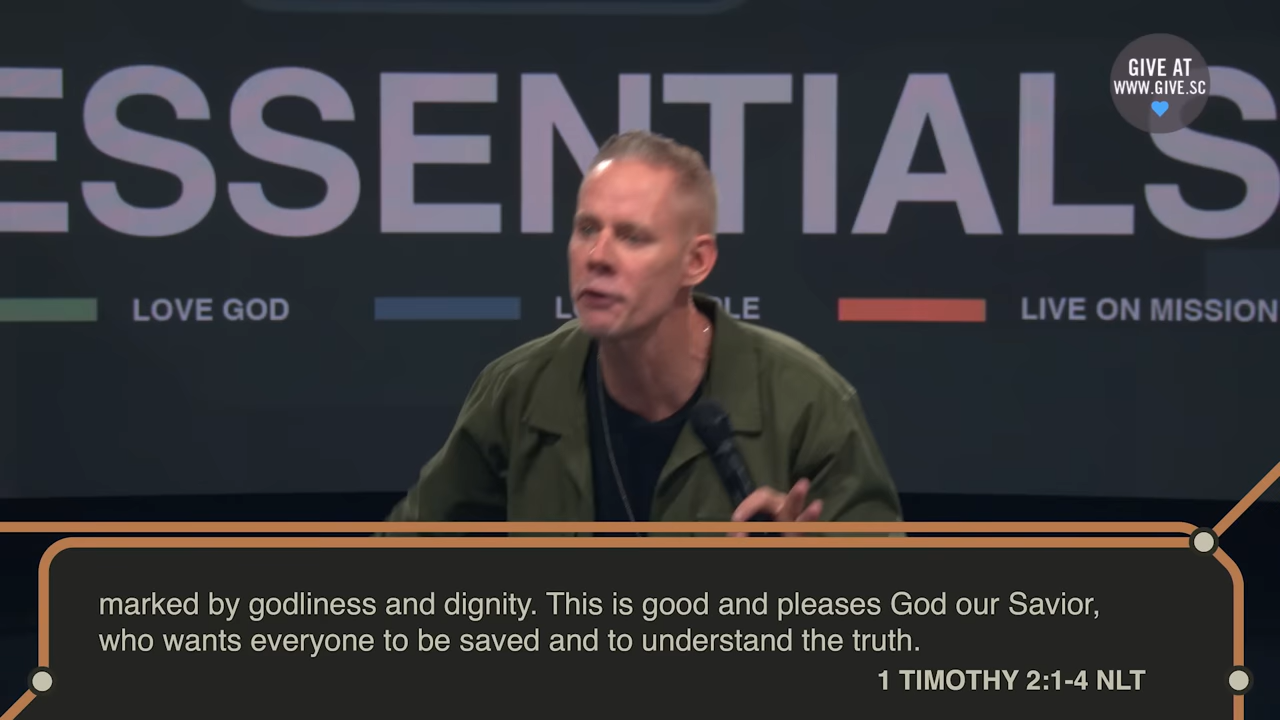 ESSENTIALS
GIVE AT
WWW.GIVE.SC
LOVE GOD
LIVE ON MISSION
marked by godliness and dignity. This is good and pleases God our Savior,
who wants everyone to be saved and to understand the truth.
1 TIMOTHY 2:1-4 NLT